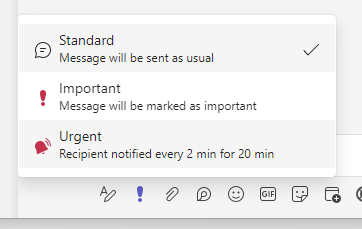 Standard
Message will be sent as usual
Important
Message will be marked as important
Urgent
Recipient notified every 2 min for 20 min
GIF